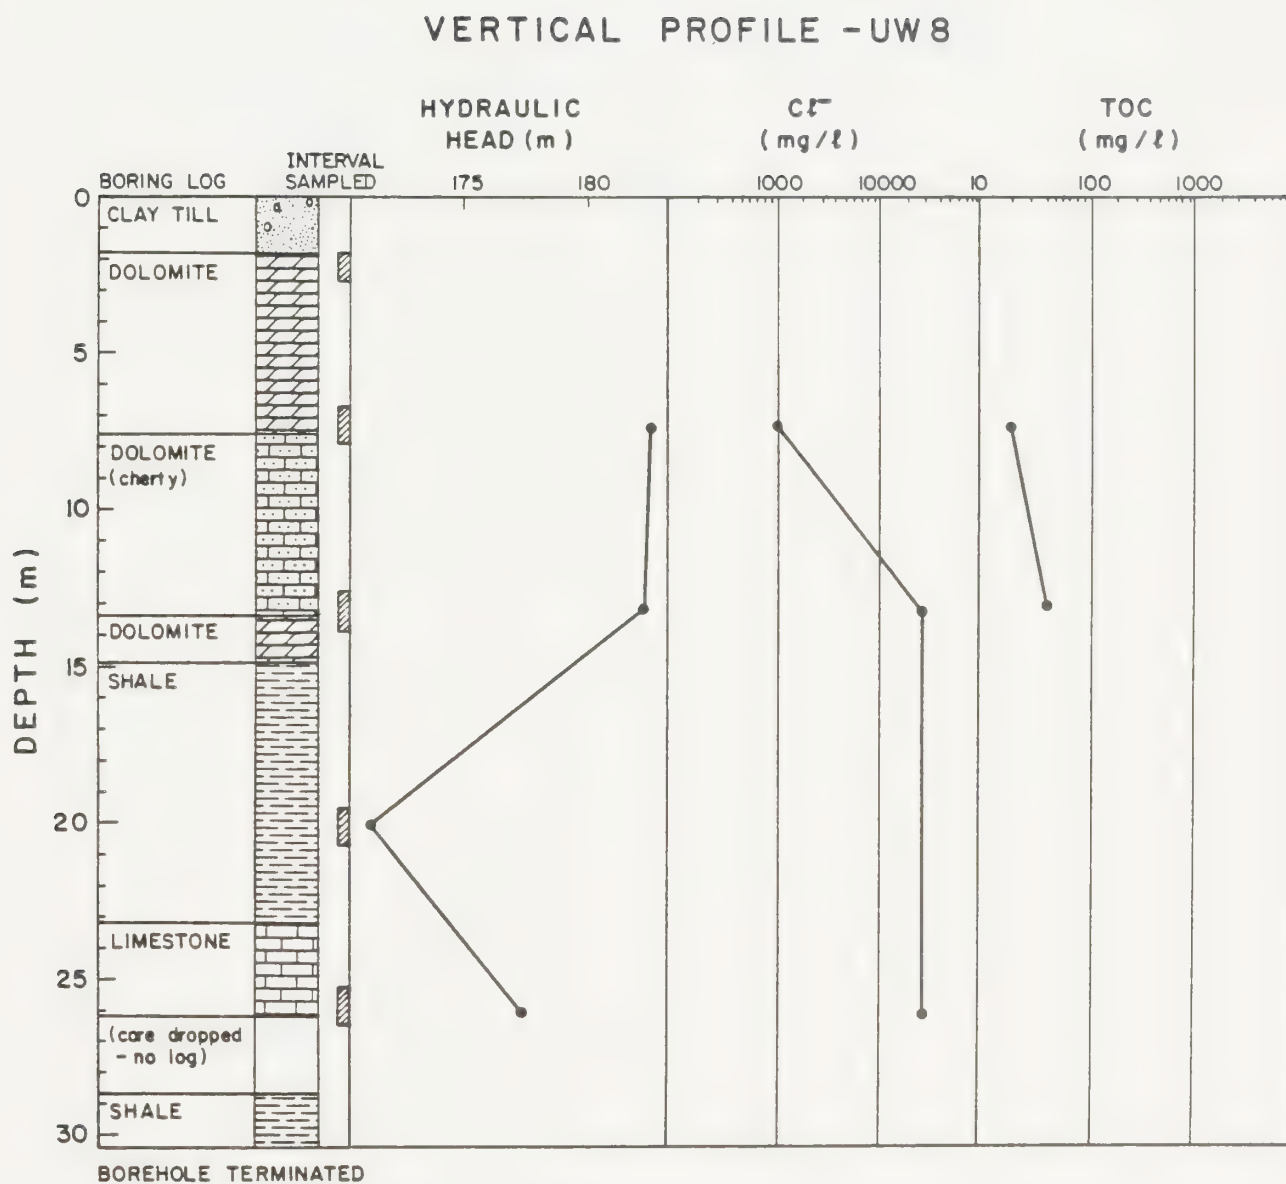 VERTICAL PROFILE - UW 8
HYDRAULIC
HEAD (m)
Cℓ⁻
(mg/ℓ)
TOC
(mg/ℓ)
BORING LOG
INTERVAL
SAMPLED
175
180
1000
10000
10
100
1000
0
CLAY TILL
DOLOMITE
5
DOLOMITE
(cherty)
10
DEPTH (m)
DOLOMITE
15
SHALE
20
LIMESTONE
25
(core dropped
- no log)
SHALE
30
BOREHOLE TERMINATED